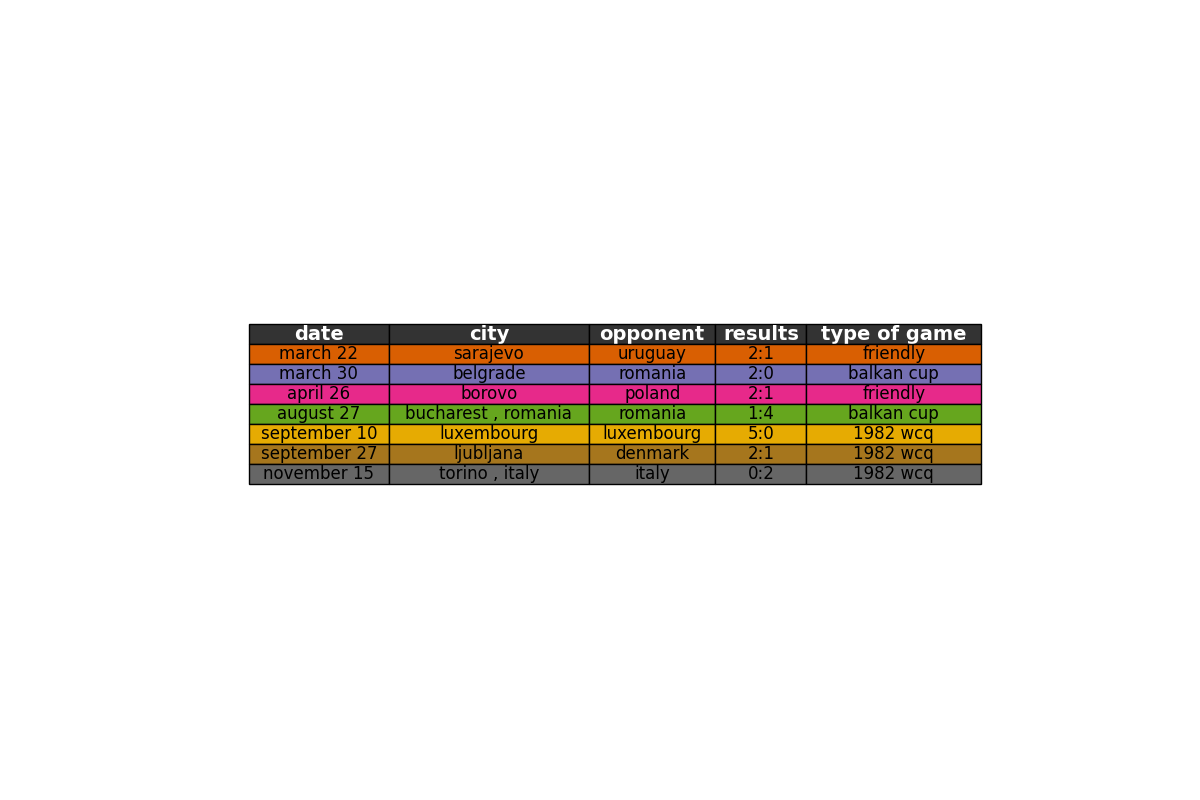 date city opponent results type of game
march 22 sarajevo uruguay 2:1 friendly
march 30 belgrade romania 2:0 balkan cup
april 26 borovo poland 2:1 friendly
august 27 bucharest , romania romania 1:4 balkan cup
september 10 luxembourg luxembourg 5:0 1982 wcq
september 27 ljubljana denmark 2:1 1982 wcq
november 15 torino , italy italy 0:2 1982 wcq